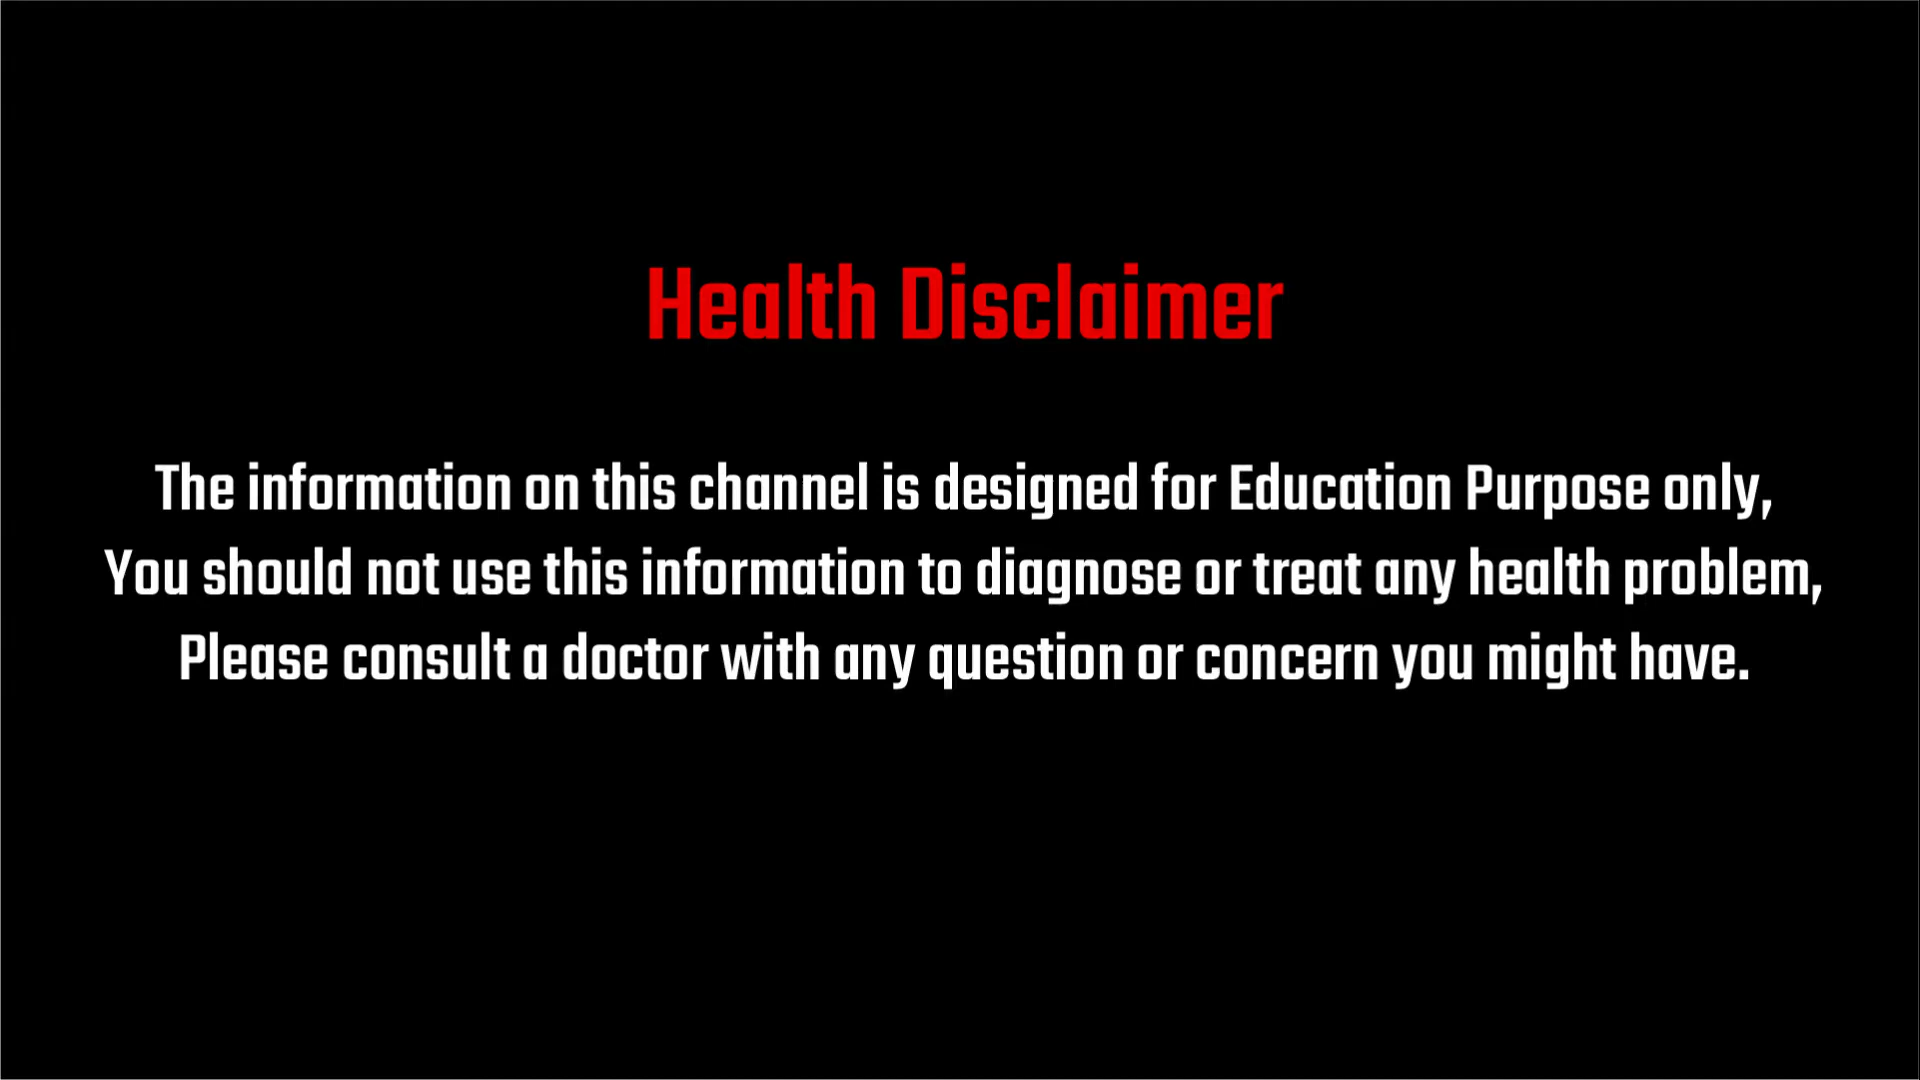 Health Disclaimer
The information on this channel is designed for Education Purpose only,
You should not use this information to diagnose or treat any health problem,
Please consult a doctor with any question or concern you might have.